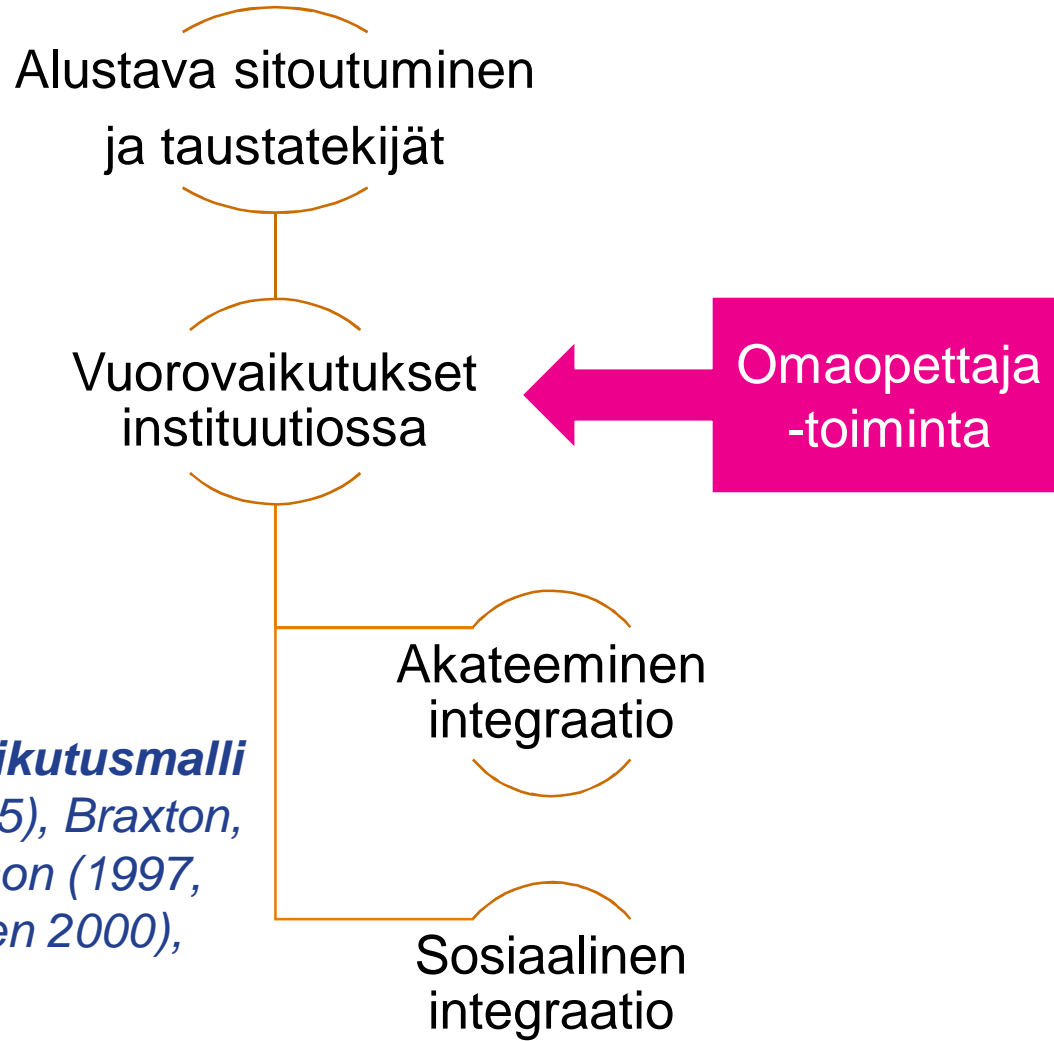 Alustava sitoutuminen
ja taustatekijät
Vuorovaikutukset
instituutiossa
Omaopettaja
-toiminta
Akateeminen
integraatio
ikutusmalli
5), Braxton,
on (1997,
en 2000),
Sosiaalinen
integraatio